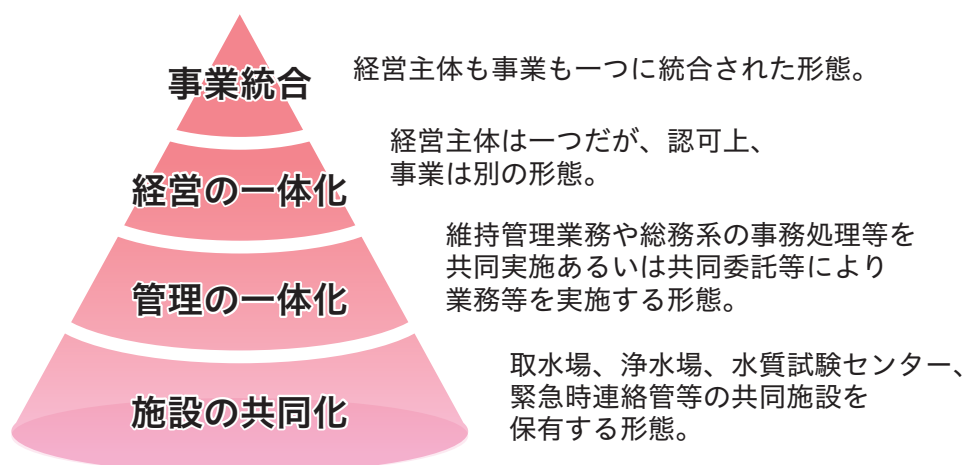 事業統合
経営主体も事業も一つに統合された形態。
経営の一体化
経営主体は一つだが、認可上、
事業は別の形態。
管理の一体化
維持管理業務や総務系の事務処理等を
共同実施あるいは共同委託等により
業務等を実施する形態。
施設の共同化
取水場、浄水場、水質試験センター、
緊急時連絡管等の共同施設を
保有する形態。